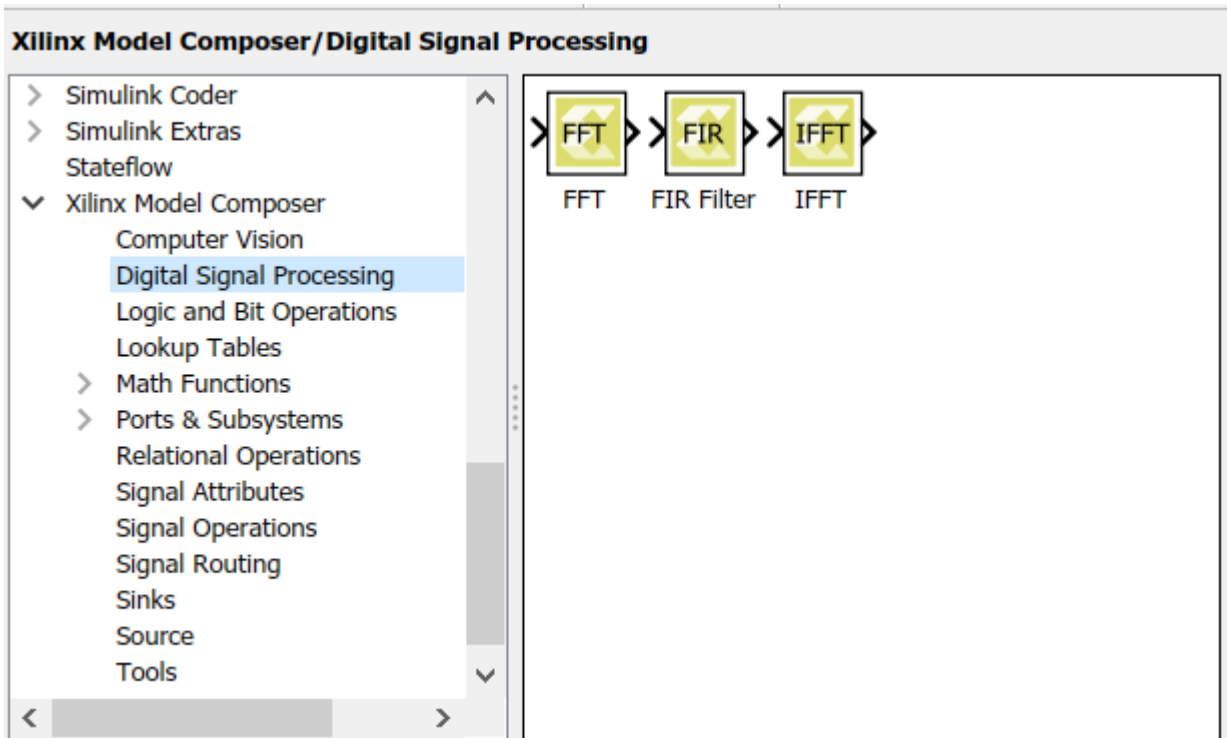 Xilinx Model Composer/Digital Signal Processing
Simulink Coder
Simulink Extras
Stateflow
Xilinx Model Composer
Computer Vision
Digital Signal Processing
Logic and Bit Operations
Lookup Tables
Math Functions
Ports & Subsystems
Relational Operations
Signal Attributes
Signal Operations
Signal Routing
Sinks
Source
Tools
FFT FIR IFFT
FFT FIR Filter IFFT